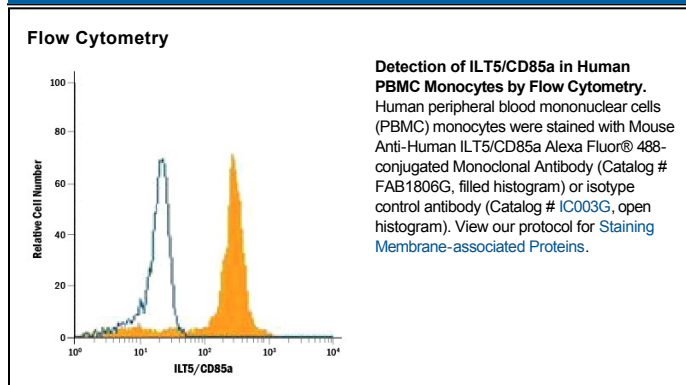 Flow Cytometry
100
80
60
40
20
0
10⁰ 10¹ 10² 10³ 10⁴
Relative Cell Number
ILT5/CD85a
Detection of ILT5/CD85a in Human
PBMC Monocytes by Flow Cytometry.
Human peripheral blood mononuclear cells
(PBMC) monocytes were stained with Mouse
Anti-Human ILT5/CD85a Alexa Fluor® 488-
conjugated Monoclonal Antibody (Catalog #
FAB1806G, filled histogram) or isotype
control antibody (Catalog # IC003G, open
histogram). View our protocol for Staining
Membrane-associated Proteins.